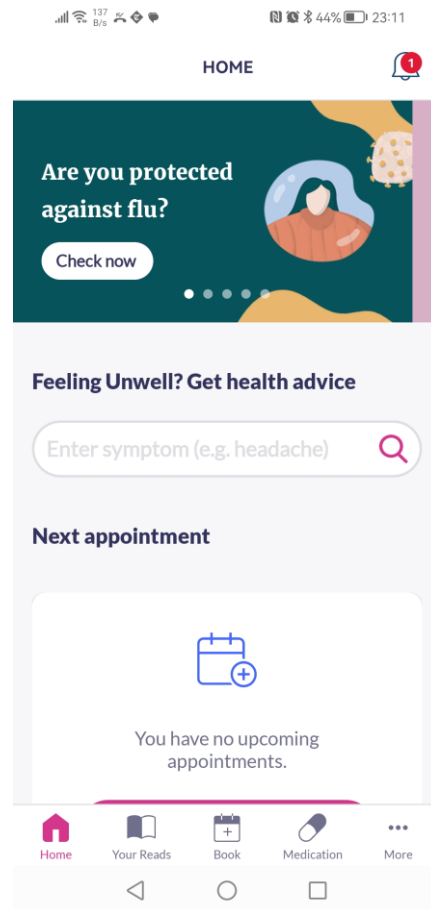 137
B/s
44%
23:11
HOME
1
Are you protected
against flu?
Check now
Feeling Unwell? Get health advice
Enter symptom (e.g. headache)
Next appointment
You have no upcoming
appointments.
Home
Your Reads
Book
Medication
More